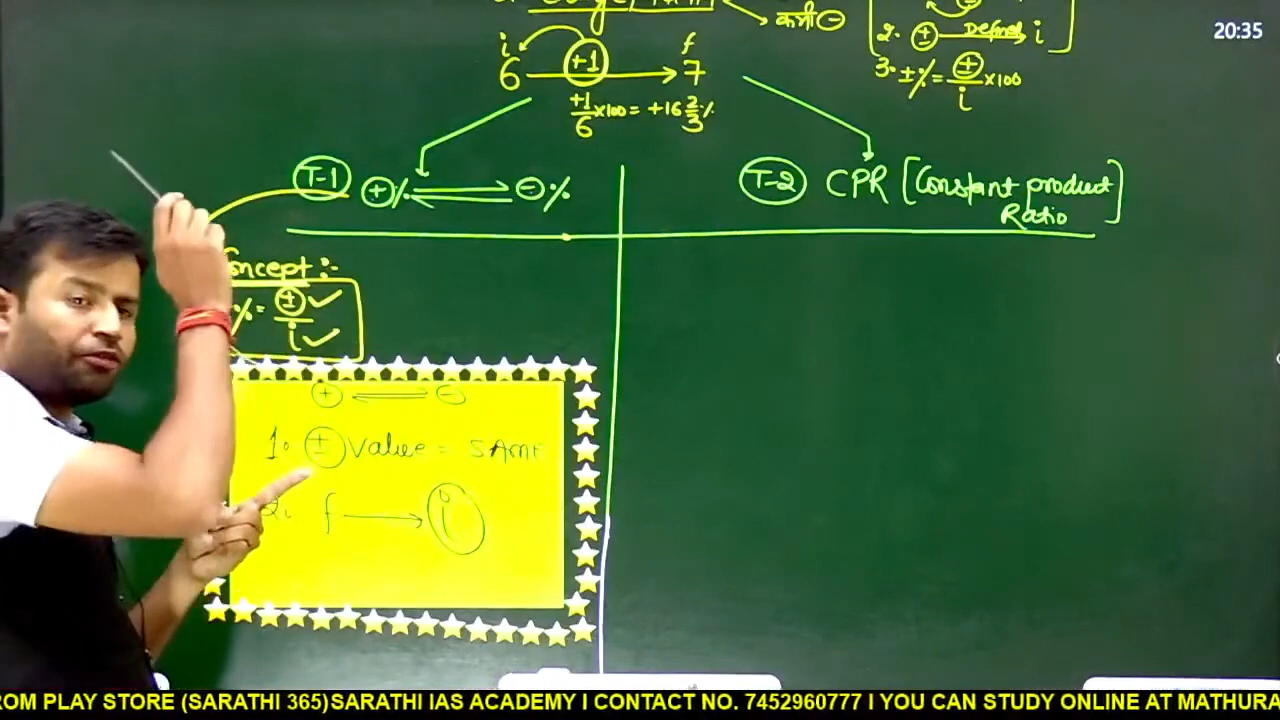 20:35
कमी ⊖
2. ⊕ Defined i
i f
6 +1 7
+1/6 ×100 = +16 2/3 %
3. ±% = ±/i ×100
T-1 ⊕% ⇌ ⊖%
T-2 CPR [Constant product Ratio]
oncept :-
% = ±/i
⊕ ⇌ ⊖
1. ± Value = SAME
2. f → i
ROM PLAY STORE (SARATHI 365)SARATHI IAS ACADEMY I CONTACT NO. 7452960777 I YOU CAN STUDY ONLINE AT MATHURA